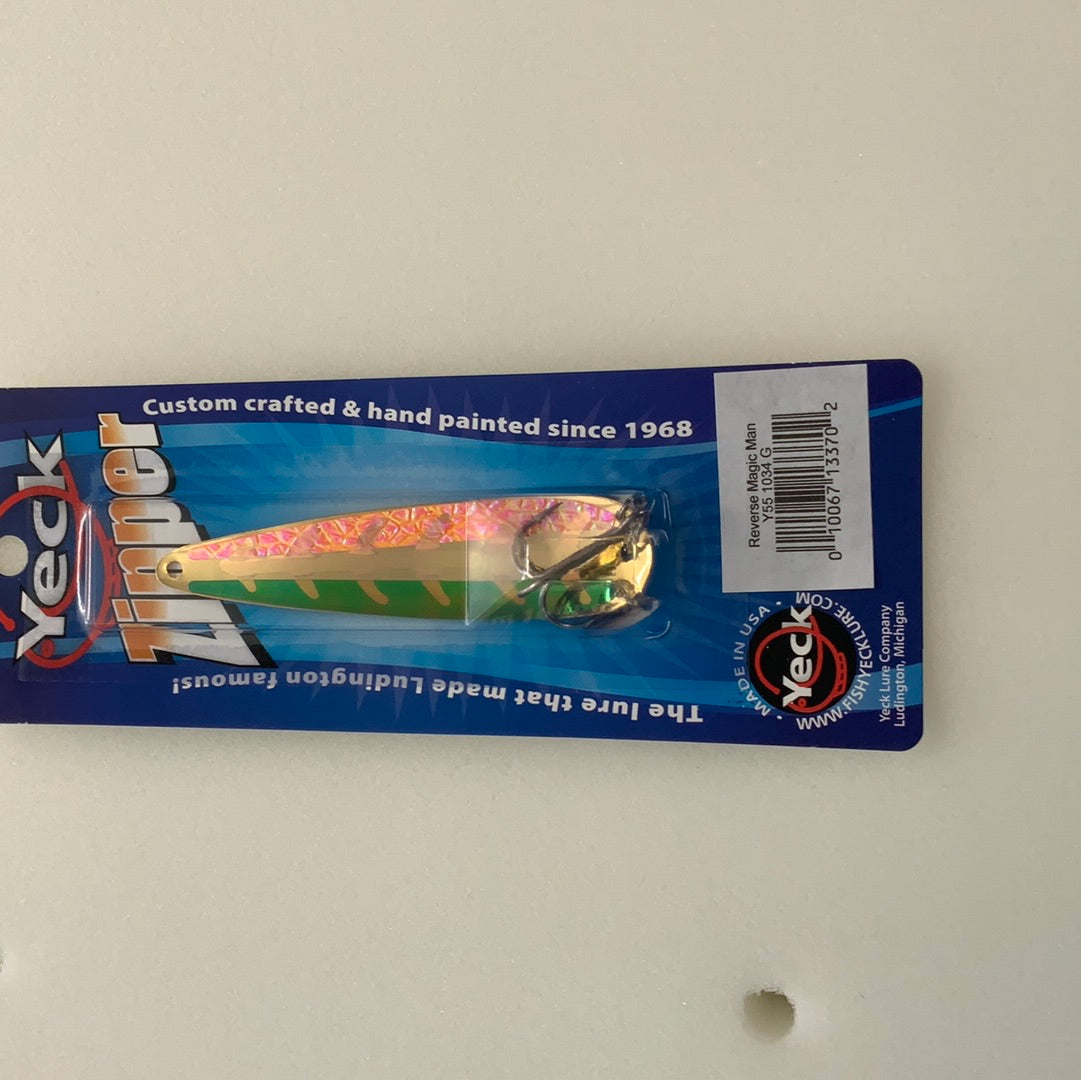 Yeck
Zipper
Custom crafted & hand painted since 1968
The lure that made Ludington famous!
Reverse Magic Man
Y55 1034 G
0 10067 13370 2
• MADE IN USA •
Yeck
WWW.FISHYECKLURE.COM
Yeck Lure Company
Ludington, Michigan